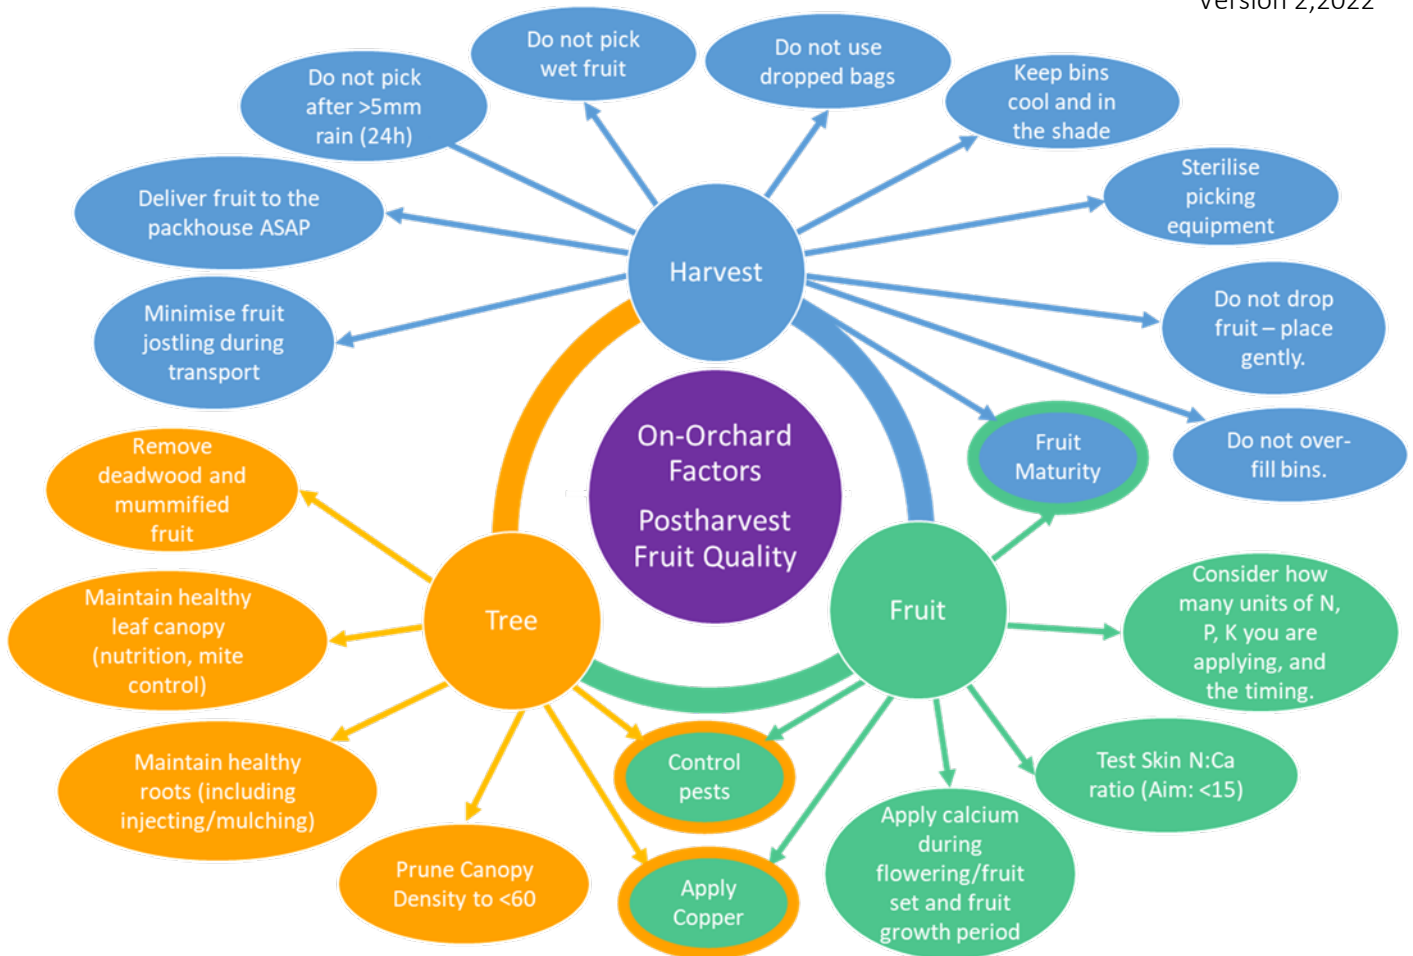 Version 2,2022
Do not pick
wet fruit
Do not use
dropped bags
Do not pick
after >5mm
rain (24h)
Keep bins
cool and in
the shade
Deliver fruit to the
packhouse ASAP
Sterilise
picking
equipment
Harvest
Minimise fruit
jostling during
transport
Do not drop
fruit – place
gently.
On-Orchard
Factors
Postharvest
Fruit Quality
Fruit
Maturity
Do not over-
fill bins.
Remove
deadwood and
mummified
fruit
Tree
Fruit
Maintain healthy
leaf canopy
(nutrition, mite
control)
Consider how
many units of N,
P, K you are
applying, and
the timing.
Maintain healthy
roots (including
injecting/mulching)
Control
pests
Test Skin N:Ca
ratio (Aim: <15)
Prune Canopy
Density to <60
Apply
Copper
Apply calcium
during
flowering/fruit
set and fruit
growth period